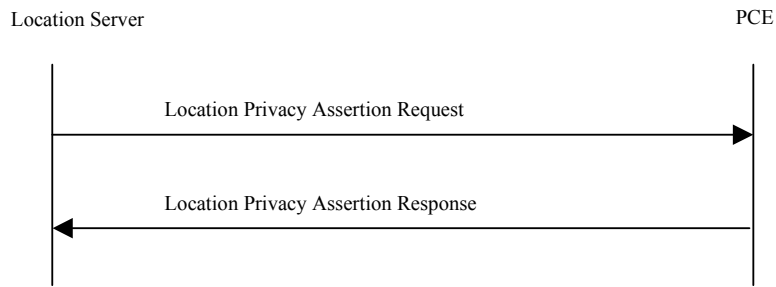 Location Server
PCE
Location Privacy Assertion Request
Location Privacy Assertion Response